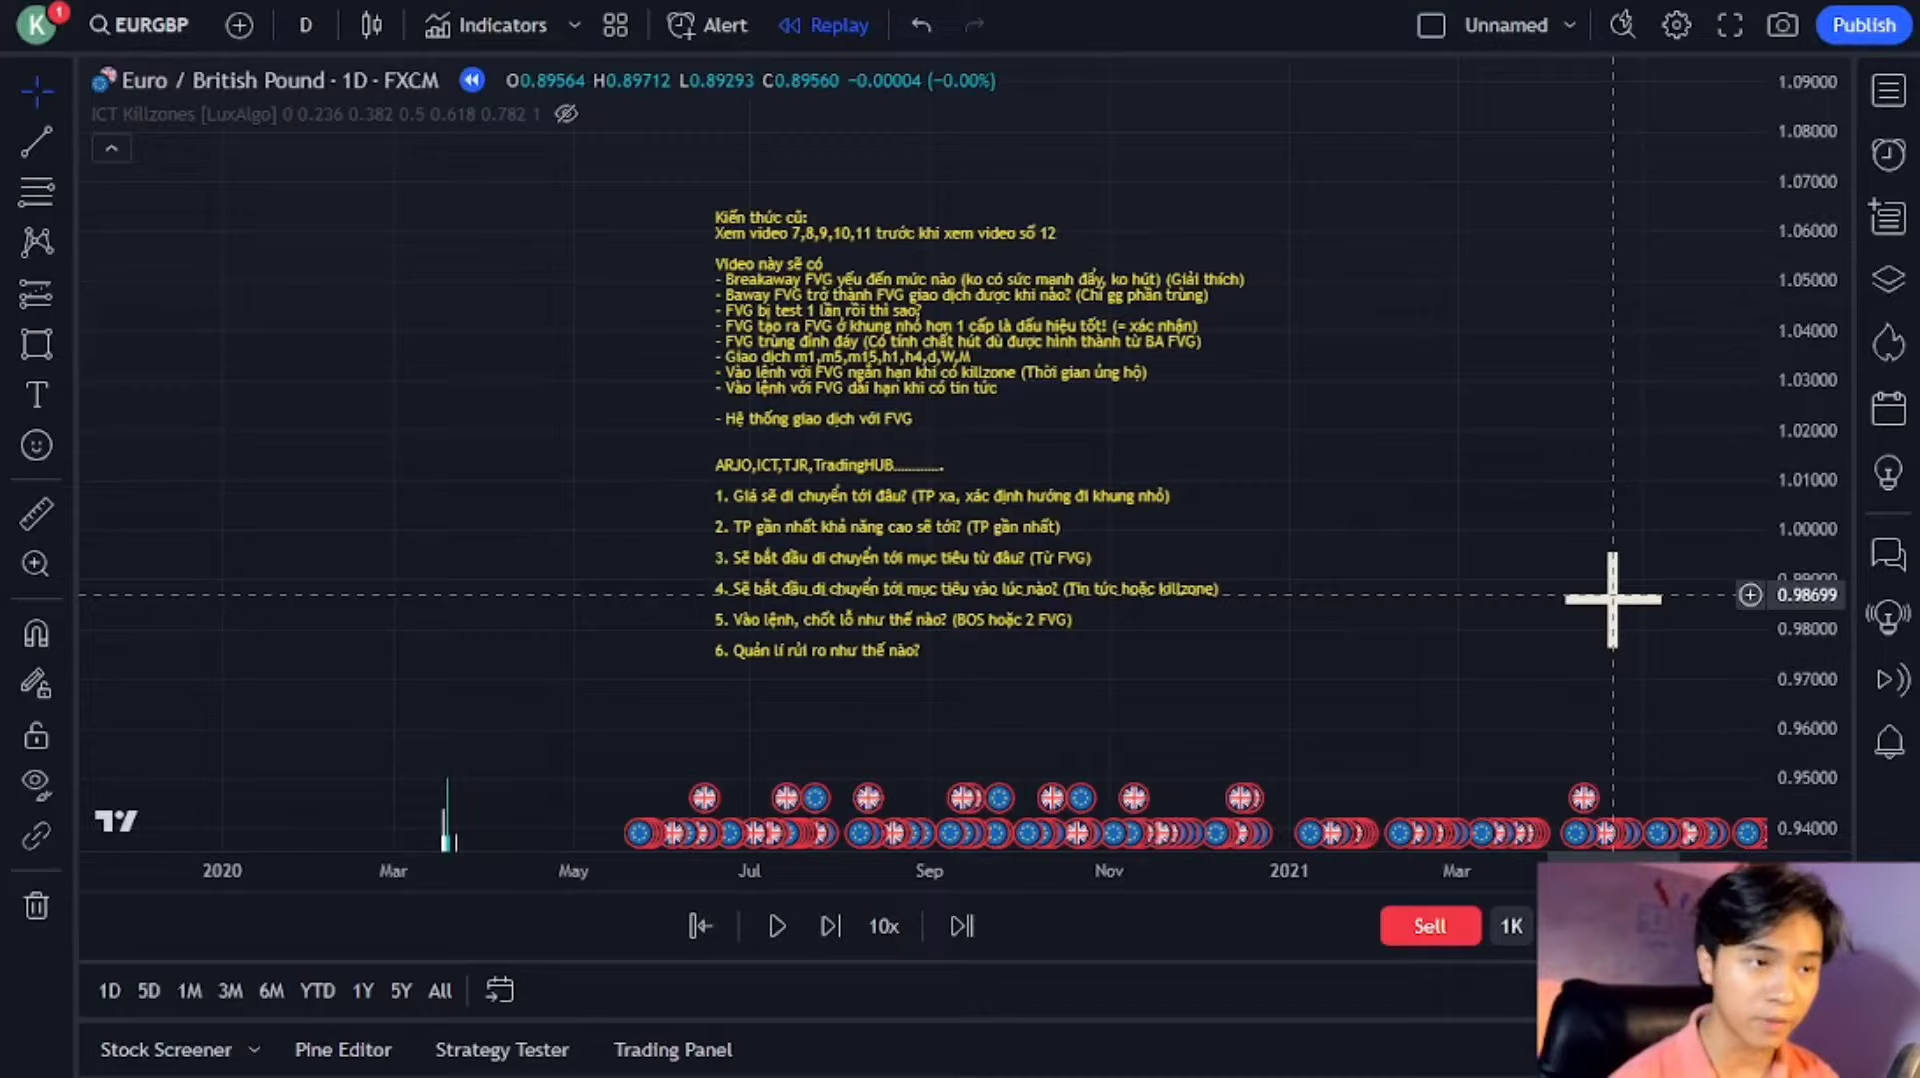 K
1
EURGBP
D
Indicators
Alert
Replay
Unnamed
Publish
Euro / British Pound · 1D · FXCM
O0.89564 H0.89712 L0.89293 C0.89560 −0.00004 (−0.00%)
ICT Killzones [LuxAlgo] 0 0.236 0.382 0.5 0.618 0.782 1
Kiến thức cũ:
Xem video 7,8,9,10,11 trước khi xem video số 12
Video này sẽ có
- Breakaway FVG yếu đến mức nào (ko có sức mạnh đẩy, ko hút) (Giải thích)
- Baway FVG trở thành FVG giao dịch được khi nào? (Chỉ gg phần trùng)
- FVG bị test 1 lần rồi thì sao?
- FVG tạo ra FVG ở khung nhỏ hơn 1 cấp là dấu hiệu tốt! (= xác nhận)
- FVG trùng đỉnh đáy (Có tính chất hút dù được hình thành từ BA FVG)
- Giao dịch m1,m5,m15,h1,h4,d,W,M
- Vào lệnh với FVG ngắn hạn khi có killzone (Thời gian ủng hộ)
- Vào lệnh với FVG dài hạn khi có tin tức
- Hệ thống giao dịch với FVG
ARJO,ICT,TJR,TradingHUB..............
1. Giá sẽ di chuyển tới đâu? (TP xa, xác định hướng đi khung nhỏ)
2. TP gần nhất khả năng cao sẽ tới? (TP gần nhất)
3. Sẽ bắt đầu di chuyển tới mục tiêu từ đâu? (Từ FVG)
4. Sẽ bắt đầu di chuyển tới mục tiêu vào lúc nào? (Tin tức hoặc killzone)
5. Vào lệnh, chốt lỗ như thế nào? (BOS hoặc 2 FVG)
6. Quản lí rủi ro như thế nào?
1.09000
1.08000
1.07000
1.06000
1.05000
1.04000
1.03000
1.02000
1.01000
1.00000
0.99000
0.98699
0.98000
0.97000
0.96000
0.95000
0.94000
2020 Mar May Jul Sep Nov 2021 Mar
10x
Sell
1K
1D 5D 1M 3M 6M YTD 1Y 5Y All
Stock Screener
Pine Editor
Strategy Tester
Trading Panel